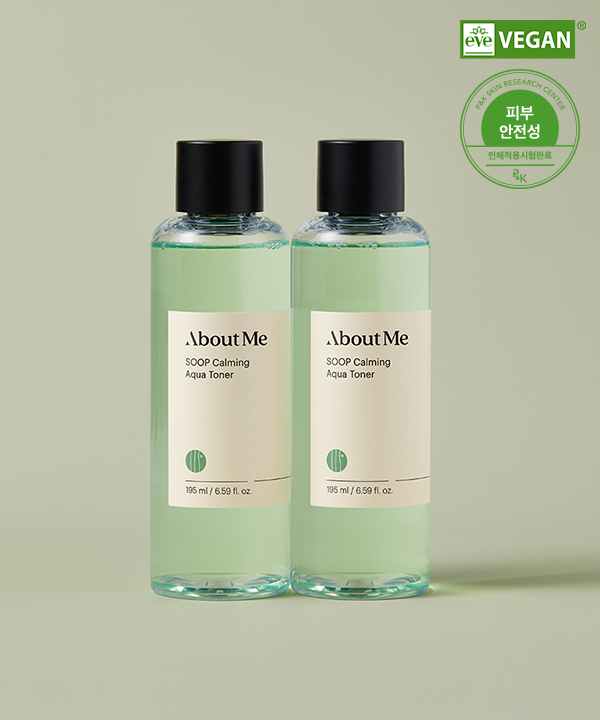 eve VEGAN®
P&K SKIN RESEARCH CENTER
피부
안전성
인체적용시험완료
P&K
About Me
SOOP Calming
Aqua Toner
195 ml / 6.59 fl. oz.
About Me
SOOP Calming
Aqua Toner
195 ml / 6.59 fl. oz.